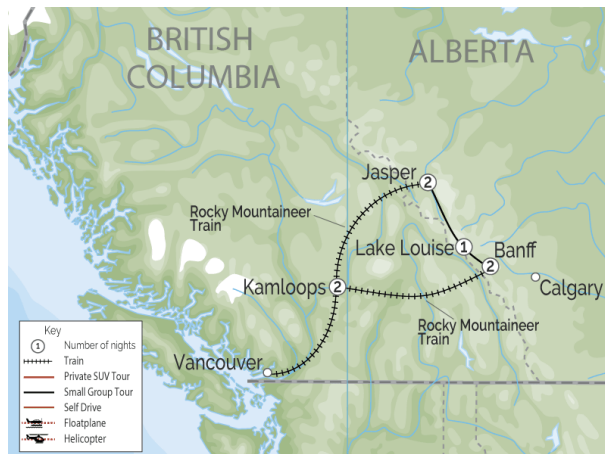 BRITISH
COLUMBIA
ALBERTA
Jasper
2
Rocky Mountaineer
Train
Lake Louise
1
Banff
2
Kamloops
2
Calgary
Rocky Mountaineer
Train
Vancouver
Key
1 Number of nights
Train
Private SUV Tour
Small Group Tour
Self Drive
Floatplane
Helicopter